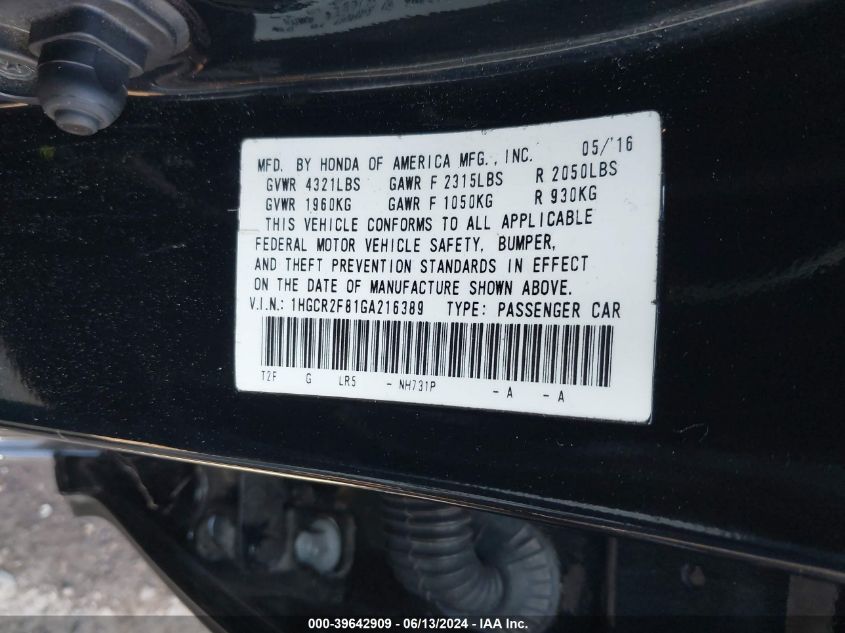 MFD. BY HONDA OF AMERICA MFG., INC. 05/'16
GVWR 4321LBS GAWR F 2315LBS R 2050LBS
GVWR 1960KG GAWR F 1050KG R 930KG
THIS VEHICLE CONFORMS TO ALL APPLICABLE
FEDERAL MOTOR VEHICLE SAFETY, BUMPER,
AND THEFT PREVENTION STANDARDS IN EFFECT
ON THE DATE OF MANUFACTURE SHOWN ABOVE.
V.I.N.: 1HGCR2F81GA216389 TYPE: PASSENGER CAR
T2F G LR5 - NH731P - A - A
000-39642909 - 06/13/2024 - IAA Inc.